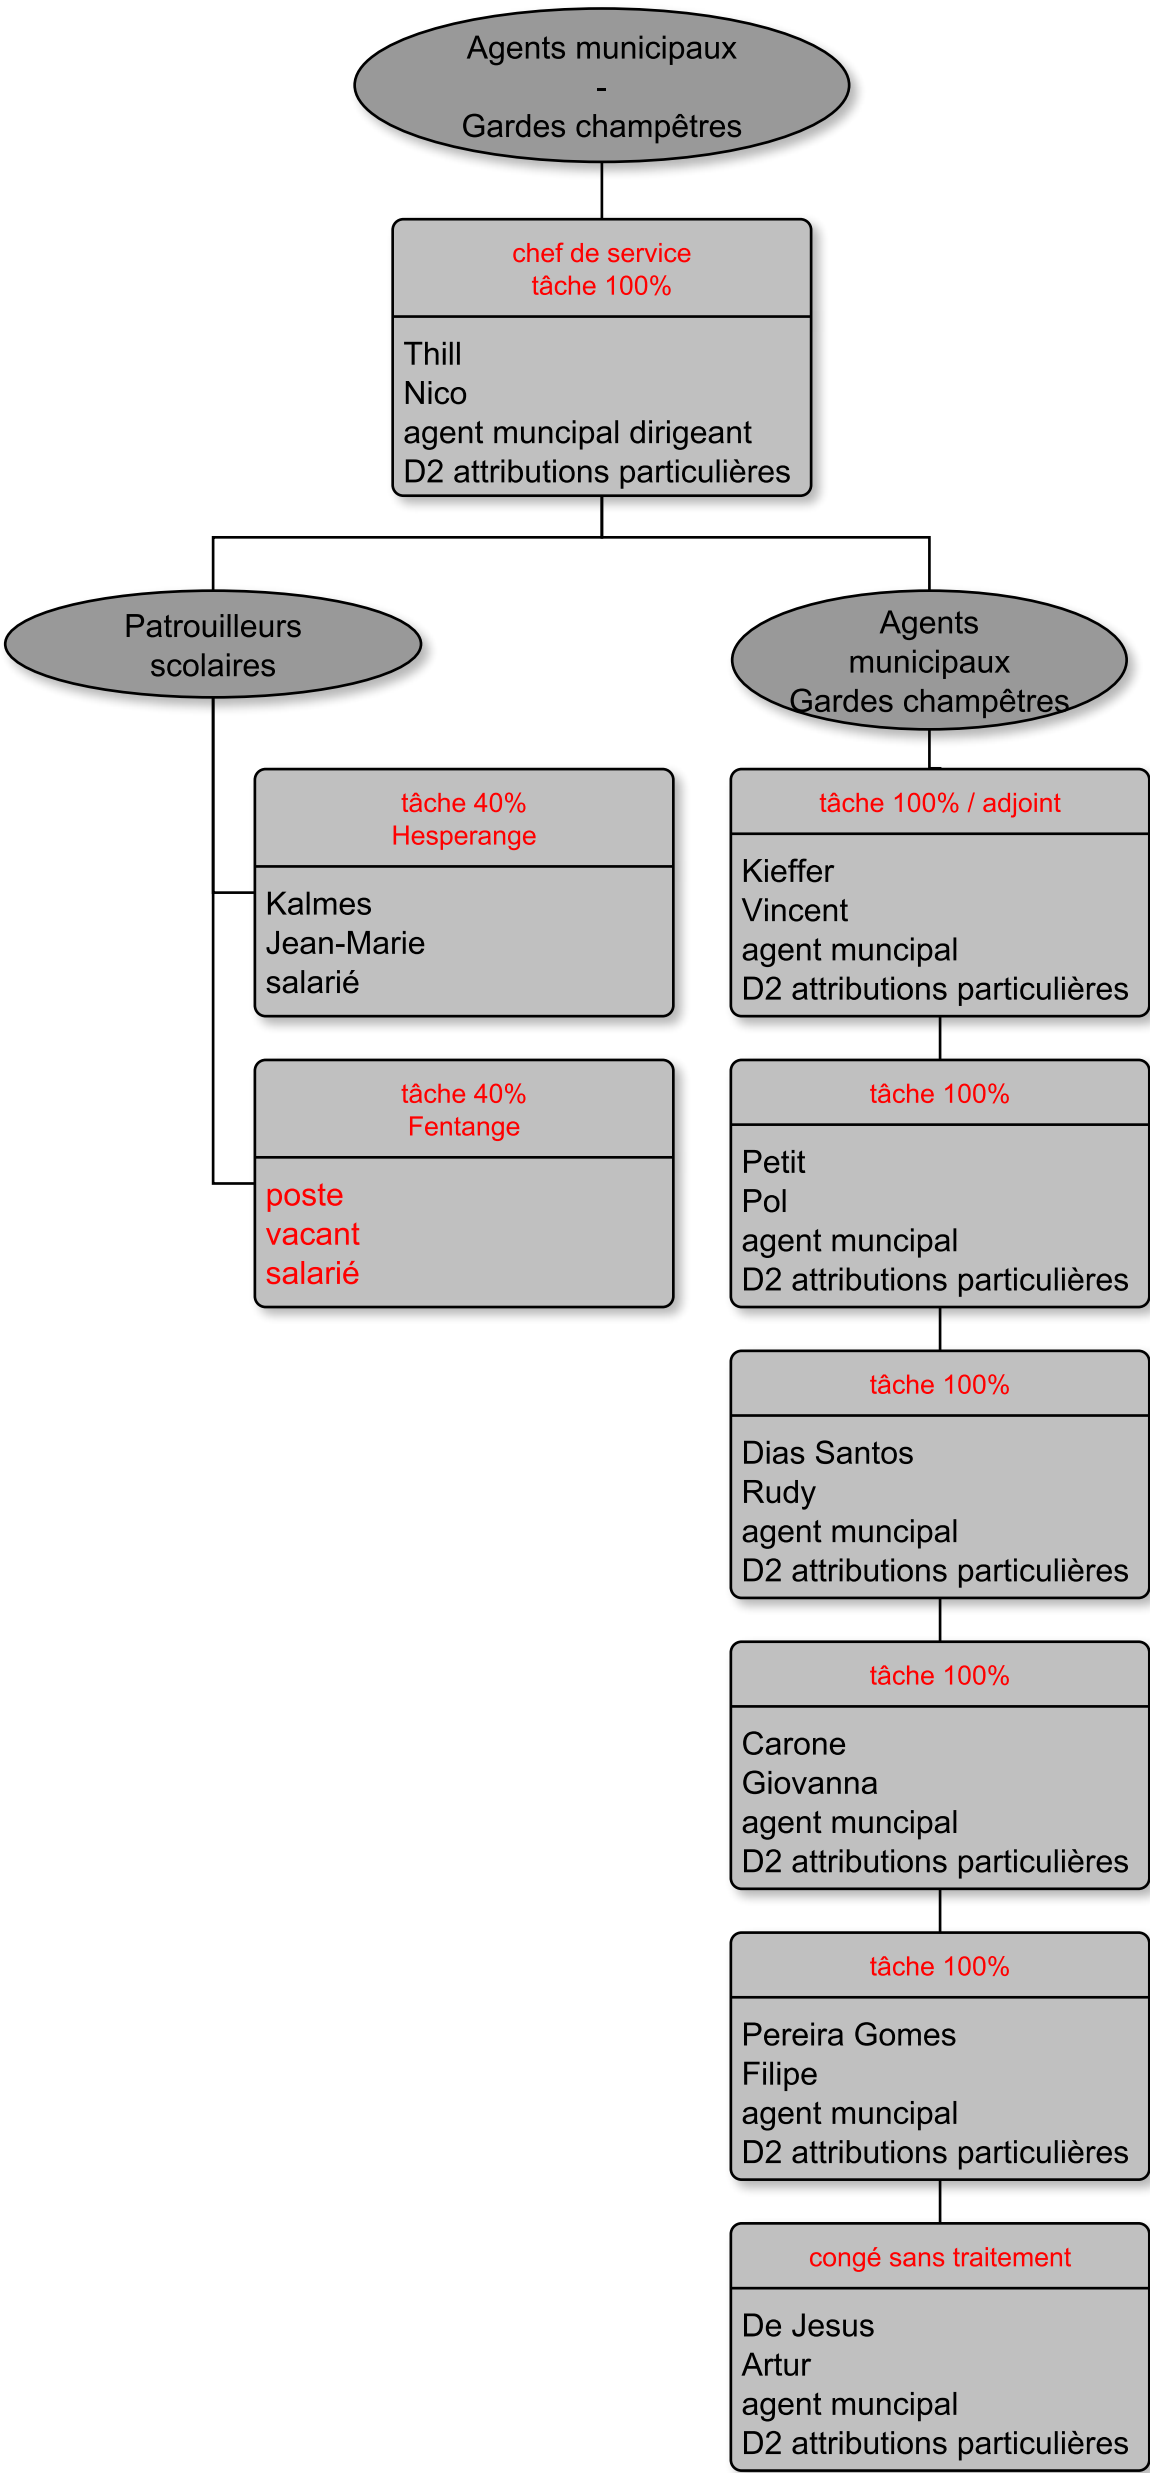 Agents municipaux
-
Gardes champêtres
chef de service
tâche 100%
Thill
Nico
agent muncipal dirigeant
D2 attributions particulières
Patrouilleurs
scolaires
tâche 40%
Hesperange
Kalmes
Jean-Marie
salarié
tâche 40%
Fentange
poste
vacant
salarié
Agents
municipaux
Gardes champêtres
tâche 100% / adjoint
Kieffer
Vincent
agent muncipal
D2 attributions particulières
tâche 100%
Petit
Pol
agent muncipal
D2 attributions particulières
tâche 100%
Dias Santos
Rudy
agent muncipal
D2 attributions particulières
tâche 100%
Carone
Giovanna
agent muncipal
D2 attributions particulières
tâche 100%
Pereira Gomes
Filipe
agent muncipal
D2 attributions particulières
congé sans traitement
De Jesus
Artur
agent muncipal
D2 attributions particulières